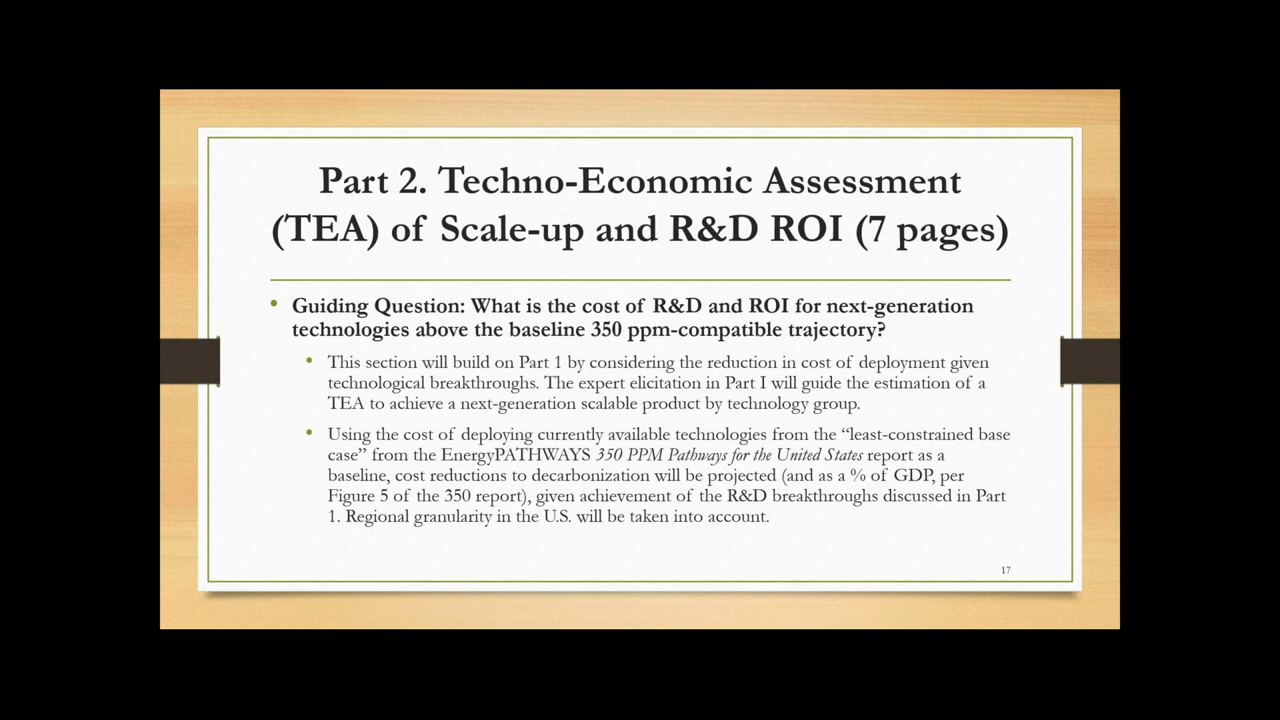 Part 2. Techno-Economic Assessment
(TEA) of Scale-up and R&D ROI (7 pages)
• Guiding Question: What is the cost of R&D and ROI for next-generation
technologies above the baseline 350 ppm-compatible trajectory?
• This section will build on Part 1 by considering the reduction in cost of deployment given
technological breakthroughs. The expert elicitation in Part I will guide the estimation of a
TEA to achieve a next-generation scalable product by technology group.
• Using the cost of deploying currently available technologies from the “least-constrained base
case” from the EnergyPATHWAYS 350 PPM Pathways for the United States report as a
baseline, cost reductions to decarbonization will be projected (and as a % of GDP, per
Figure 5 of the 350 report), given achievement of the R&D breakthroughs discussed in Part
1. Regional granularity in the U.S. will be taken into account.
17